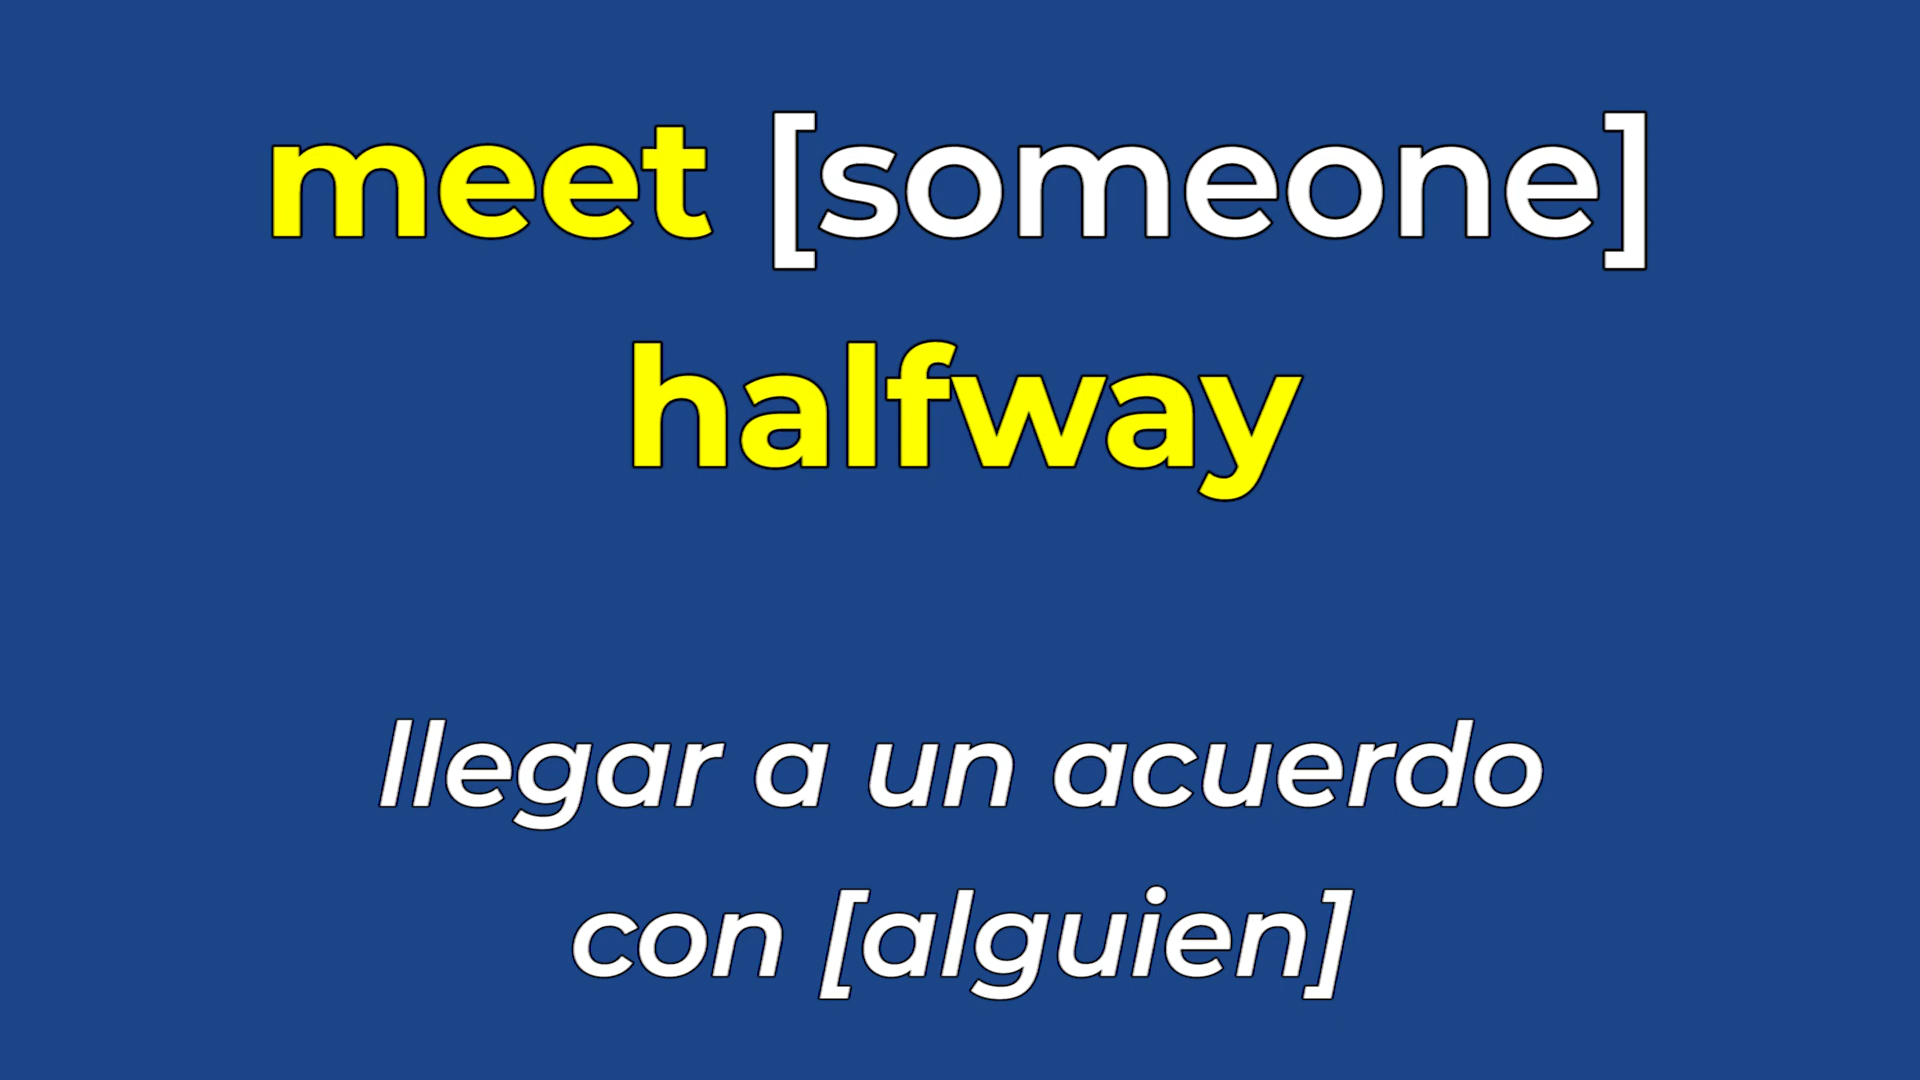 meet [someone]
halfway
llegar a un acuerdo
con [alguien]